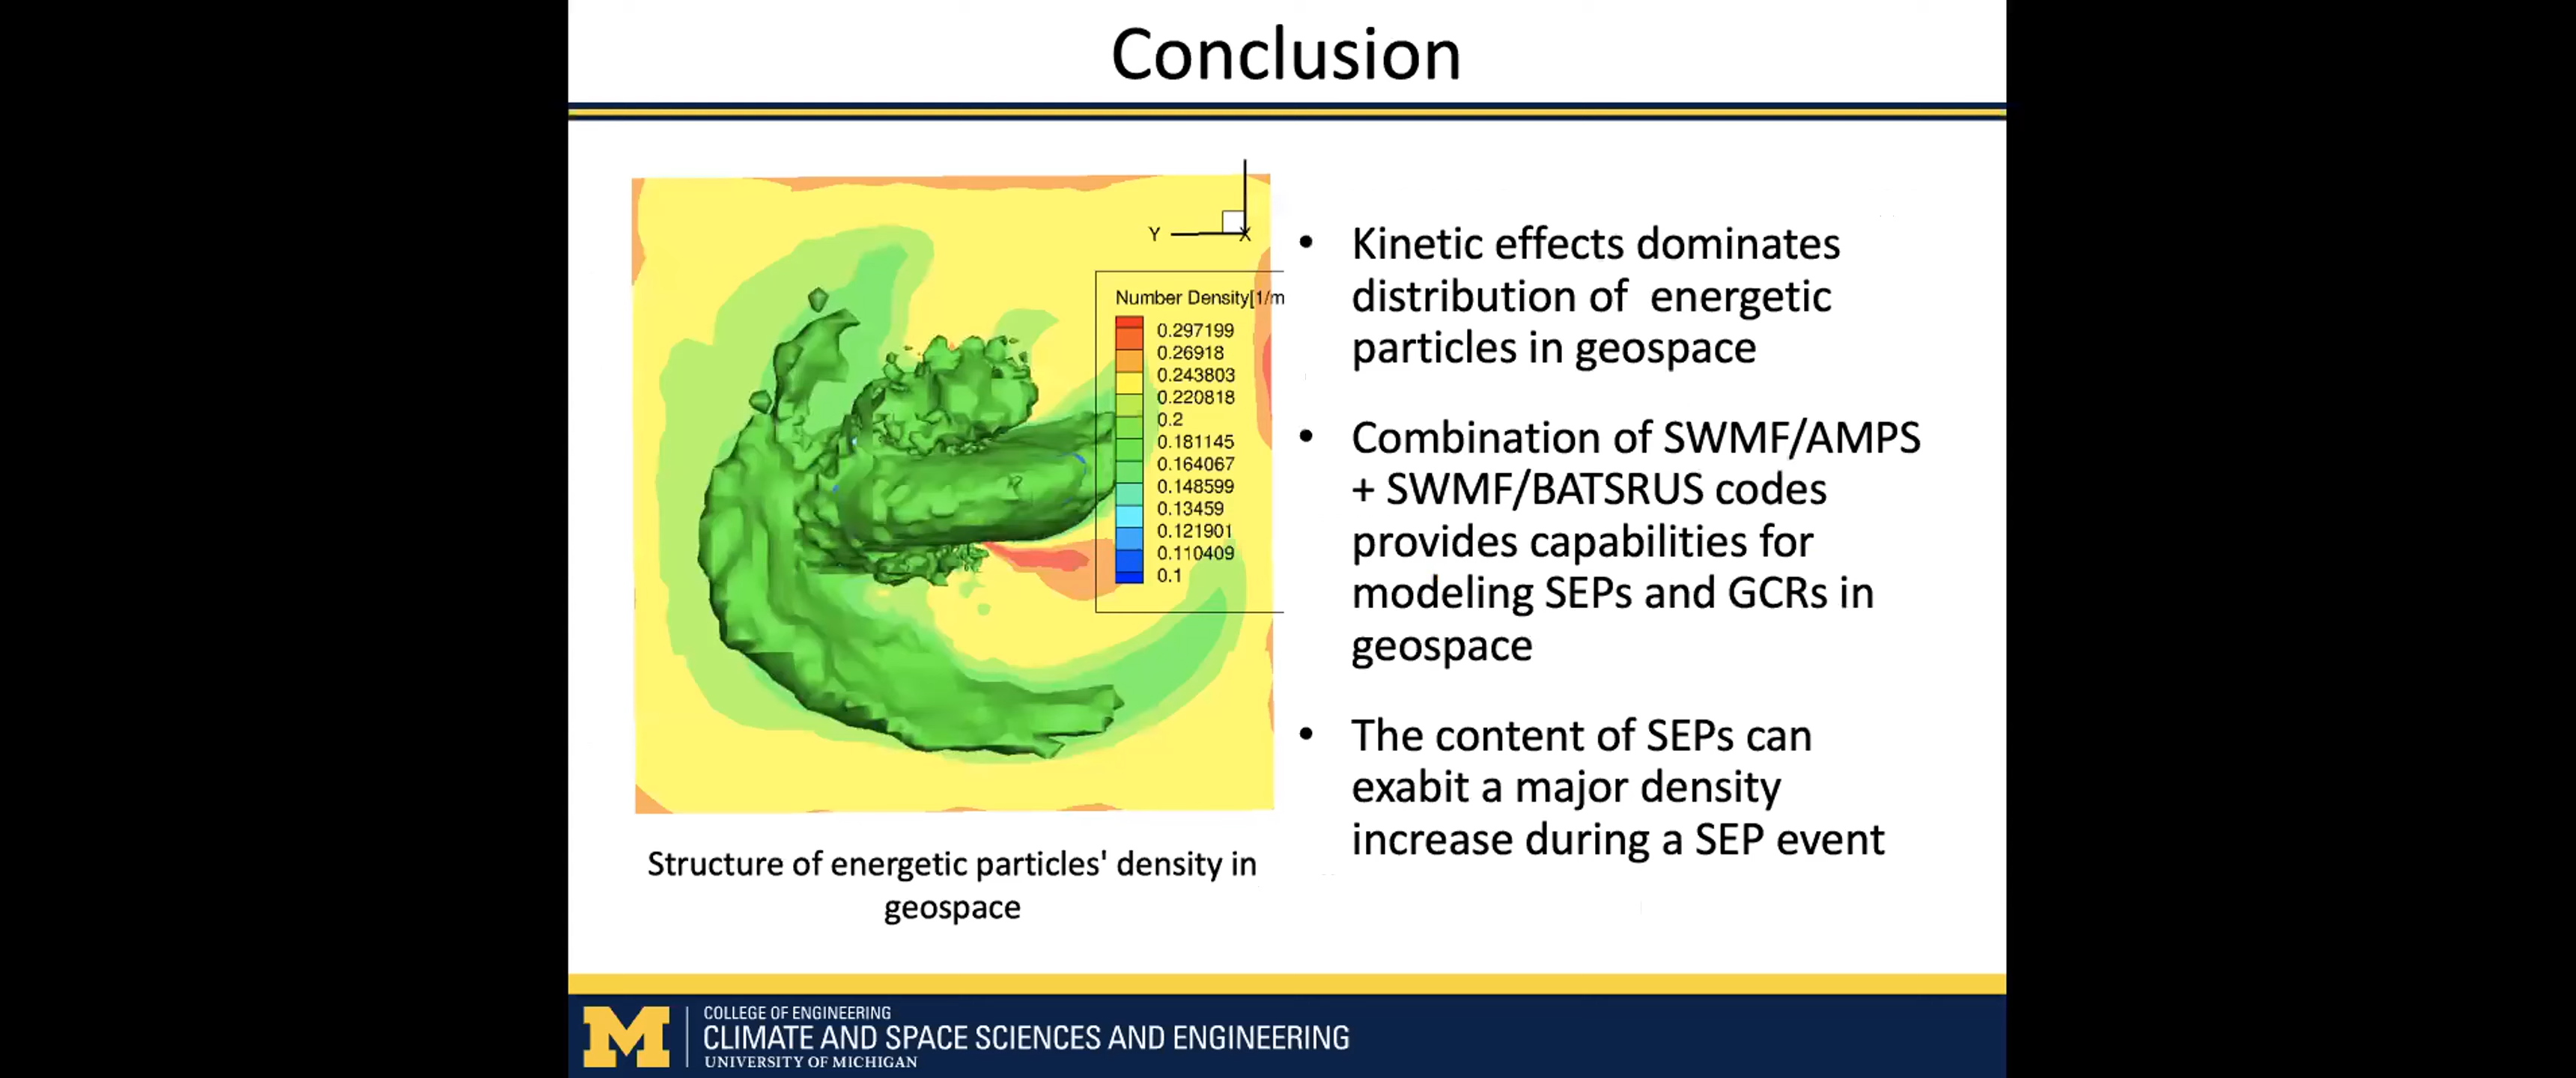 Conclusion
Y
X
Number Density[1/m
0.297199
0.26918
0.243803
0.220818
0.2
0.181145
0.164067
0.148599
0.13459
0.121901
0.110409
0.1
Structure of energetic particles' density in
geospace
• Kinetic effects dominates
distribution of energetic
particles in geospace
• Combination of SWMF/AMPS
+ SWMF/BATSRUS codes
provides capabilities for
modeling SEPs and GCRs in
geospace
• The content of SEPs can
exabit a major density
increase during a SEP event
M
COLLEGE OF ENGINEERING
CLIMATE AND SPACE SCIENCES AND ENGINEERING
UNIVERSITY OF MICHIGAN